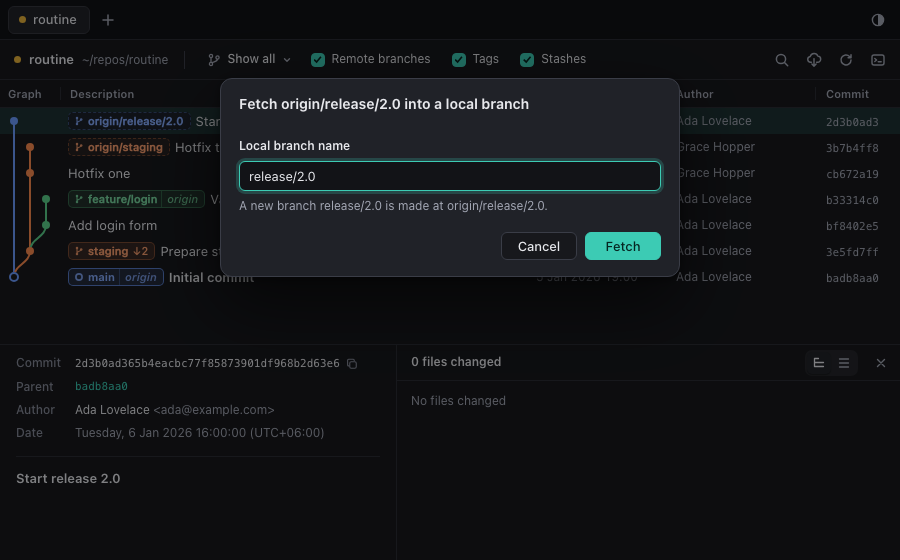 routine
routine ~/repos/routine Show all Remote branches Tags Stashes
Graph Description Author Commit
origin/release/2.0 Ada Lovelace 2d3b0ad3
origin/staging Grace Hopper 3b7b4ff8
Hotfix one Grace Hopper cb672a19
feature/login origin Ada Lovelace b33314c0
Add login form Ada Lovelace bf8402e5
staging ↓2 Prepare Ada Lovelace 3e5fd7ff
main origin Initial commit Ada Lovelace badb8aa0
Fetch origin/release/2.0 into a local branch
Local branch name
release/2.0
A new branch release/2.0 is made at origin/release/2.0.
Cancel Fetch
Commit 2d3b0ad365b4eacbc77f85873901df968b2d63e6
Parent badb8aa0
Author Ada Lovelace <ada@example.com>
Date Tuesday, 6 Jan 2026 16:00:00 (UTC+06:00)
Start release 2.0
0 files changed
No files changed